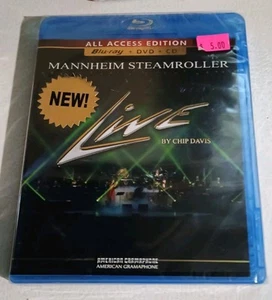 ALL ACCESS EDITION
Blu-ray + DVD + CD
5.00
MANNHEIM STEAMROLLER
NEW!
Live
BY CHIP DAVIS
AMERICAN GRAMAPHONE
AMERICAN GRAMAPHONE